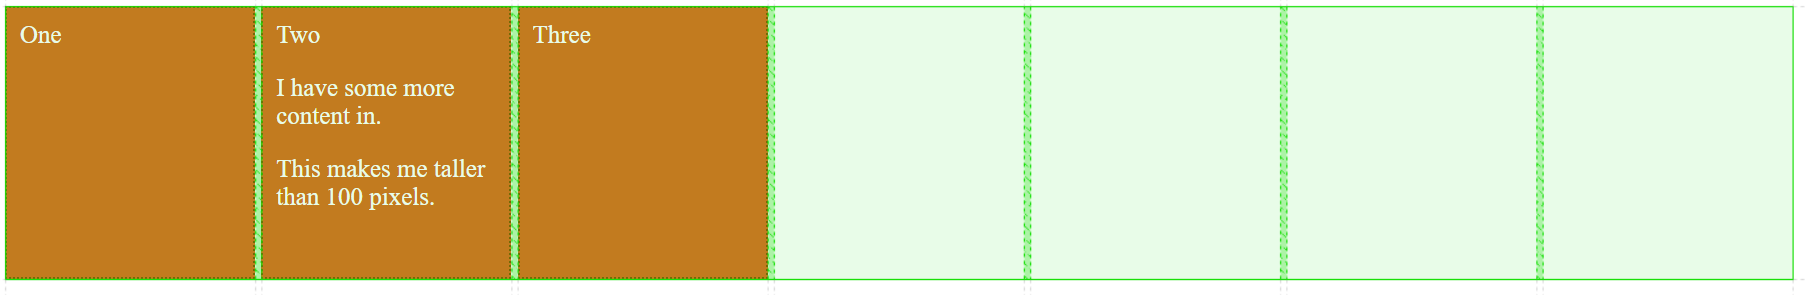 One
Two
I have some more
content in.
This makes me taller
than 100 pixels.
Three